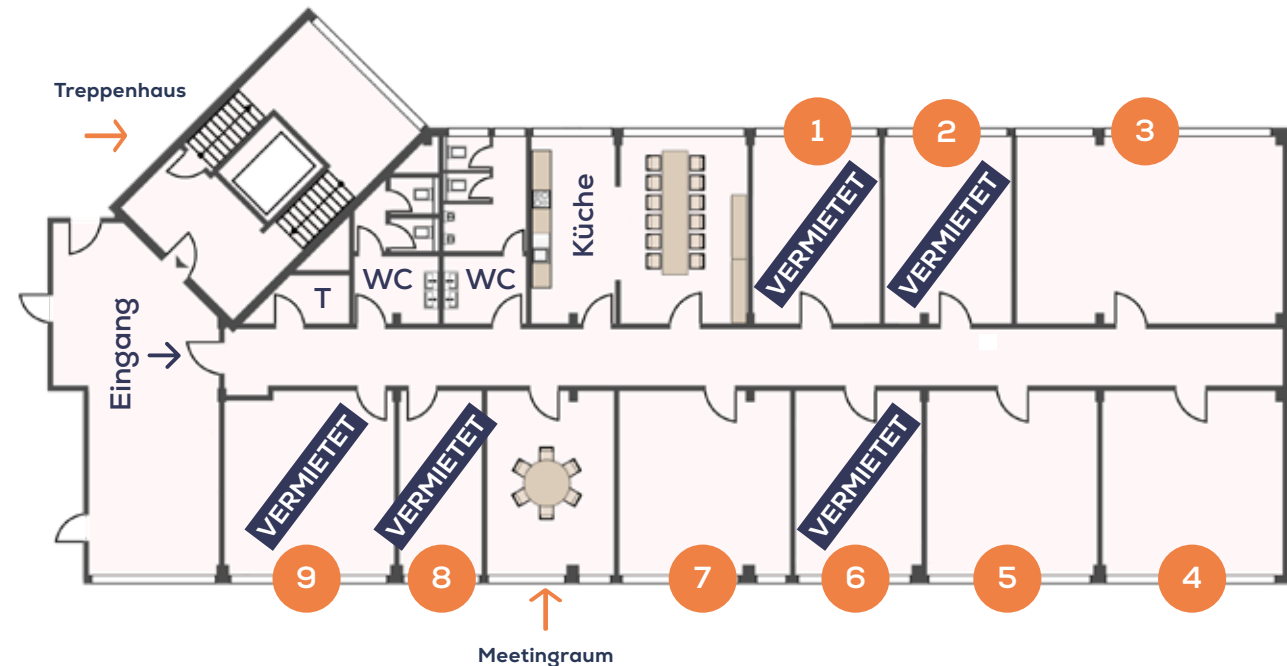 Treppenhaus
1
2
3
VERMIETET
VERMIETET
Küche
WC
WC
T
Eingang
VERMIETET
VERMIETET
VERMIETET
9
8
7
6
5
4
Meetingraum